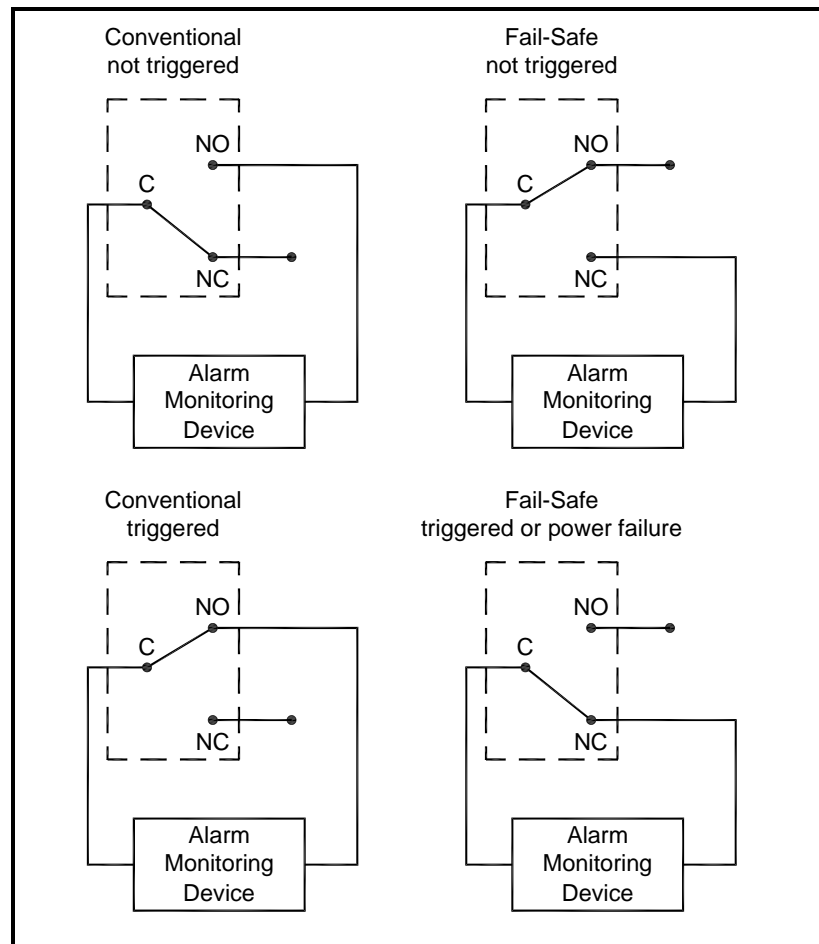 Conventional
not triggered
NO
C
NC
Alarm
Monitoring
Device
Fail-Safe
not triggered
NO
C
NC
Alarm
Monitoring
Device
Conventional
triggered
NO
C
NC
Alarm
Monitoring
Device
Fail-Safe
triggered or power failure
NO
C
NC
Alarm
Monitoring
Device